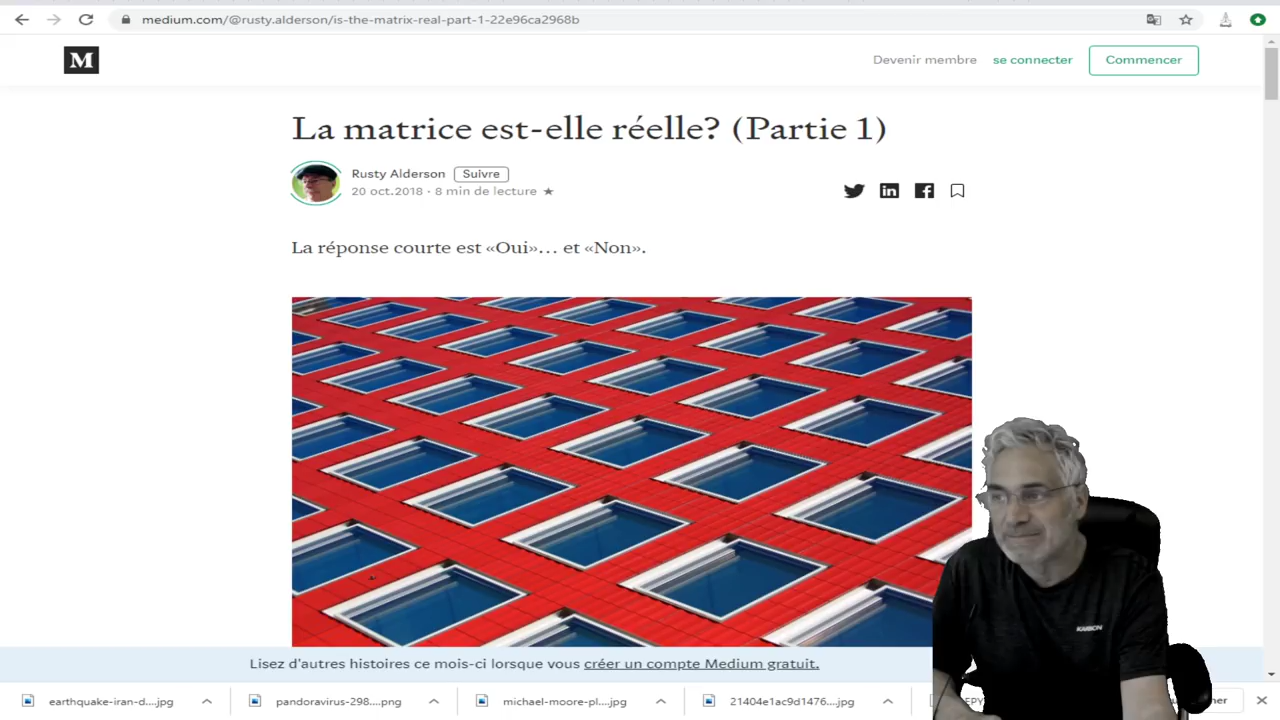 medium.com/@rusty.alderson/is-the-matrix-real-part-1-22e96ca2968b
M
Devenir membre se connecter Commencer
La matrice est-elle réelle? (Partie 1)
Rusty Alderson Suivre
20 oct.2018 · 8 min de lecture ★
La réponse courte est «Oui»… et «Non».
KARBON
Lisez d'autres histoires ce mois-ci lorsque vous créer un compte Medium gratuit.
earthquake-iran-d....jpg pandoravirus-298....png michael-moore-pl....jpg 21404e1ac9d1476....jpg